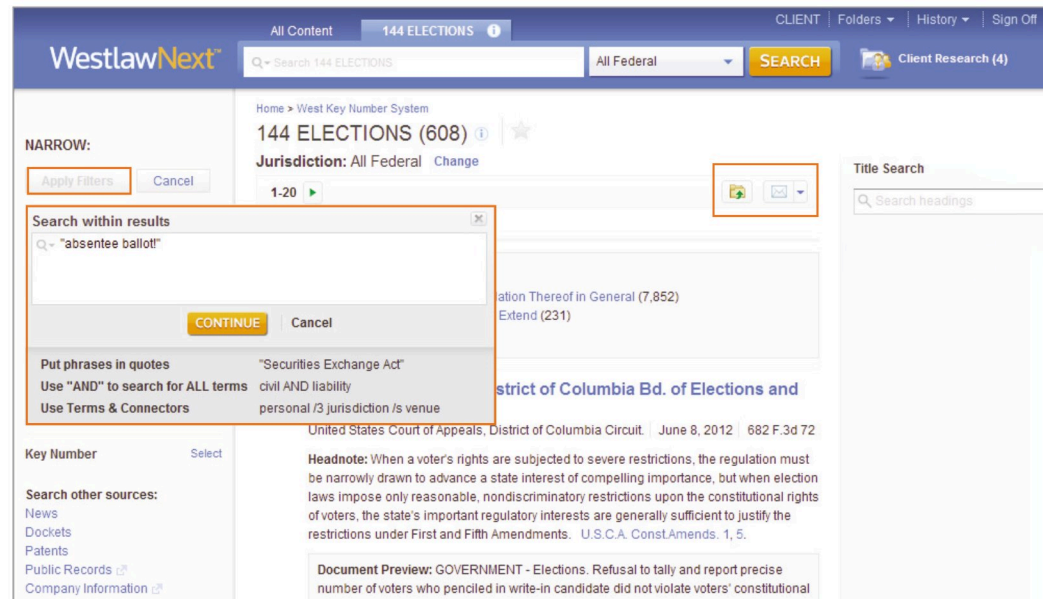 All Content
144 ELECTIONS
CLIENT
Folders
History
Sign Off
WestlawNext
Search 144 ELECTIONS
All Federal
SEARCH
Client Research (4)
NARROW:
Apply Filters
Cancel
Home > West Key Number System
144 ELECTIONS (608)
Jurisdiction: All Federal Change
1-20
Title Search
Search headings
Search within results
"absentee ballot!"
CONTINUE
Cancel
Put phrases in quotes "Securities Exchange Act"
Use "AND" to search for ALL terms civil AND liability
Use Terms & Connectors personal /3 jurisdiction /s venue
Thereof in General (7,852)
Extend (231)
District of Columbia Bd. of Elections and
United States Court of Appeals, District of Columbia Circuit. June 8, 2012 682 F.3d 72
Headnote: When a voter's rights are subjected to severe restrictions, the regulation must
be narrowly drawn to advance a state interest of compelling importance, but when election
laws impose only reasonable, nondiscriminatory restrictions upon the constitutional rights
of voters, the state's important regulatory interests are generally sufficient to justify the
restrictions under First and Fifth Amendments. U.S.C.A. Const.Amends. 1, 5.
Document Preview: GOVERNMENT - Elections. Refusal to tally and report precise
number of voters who penciled in write-in candidate did not violate voters' constitutional
Key Number
Select
Search other sources:
News
Dockets
Patents
Public Records
Company Information